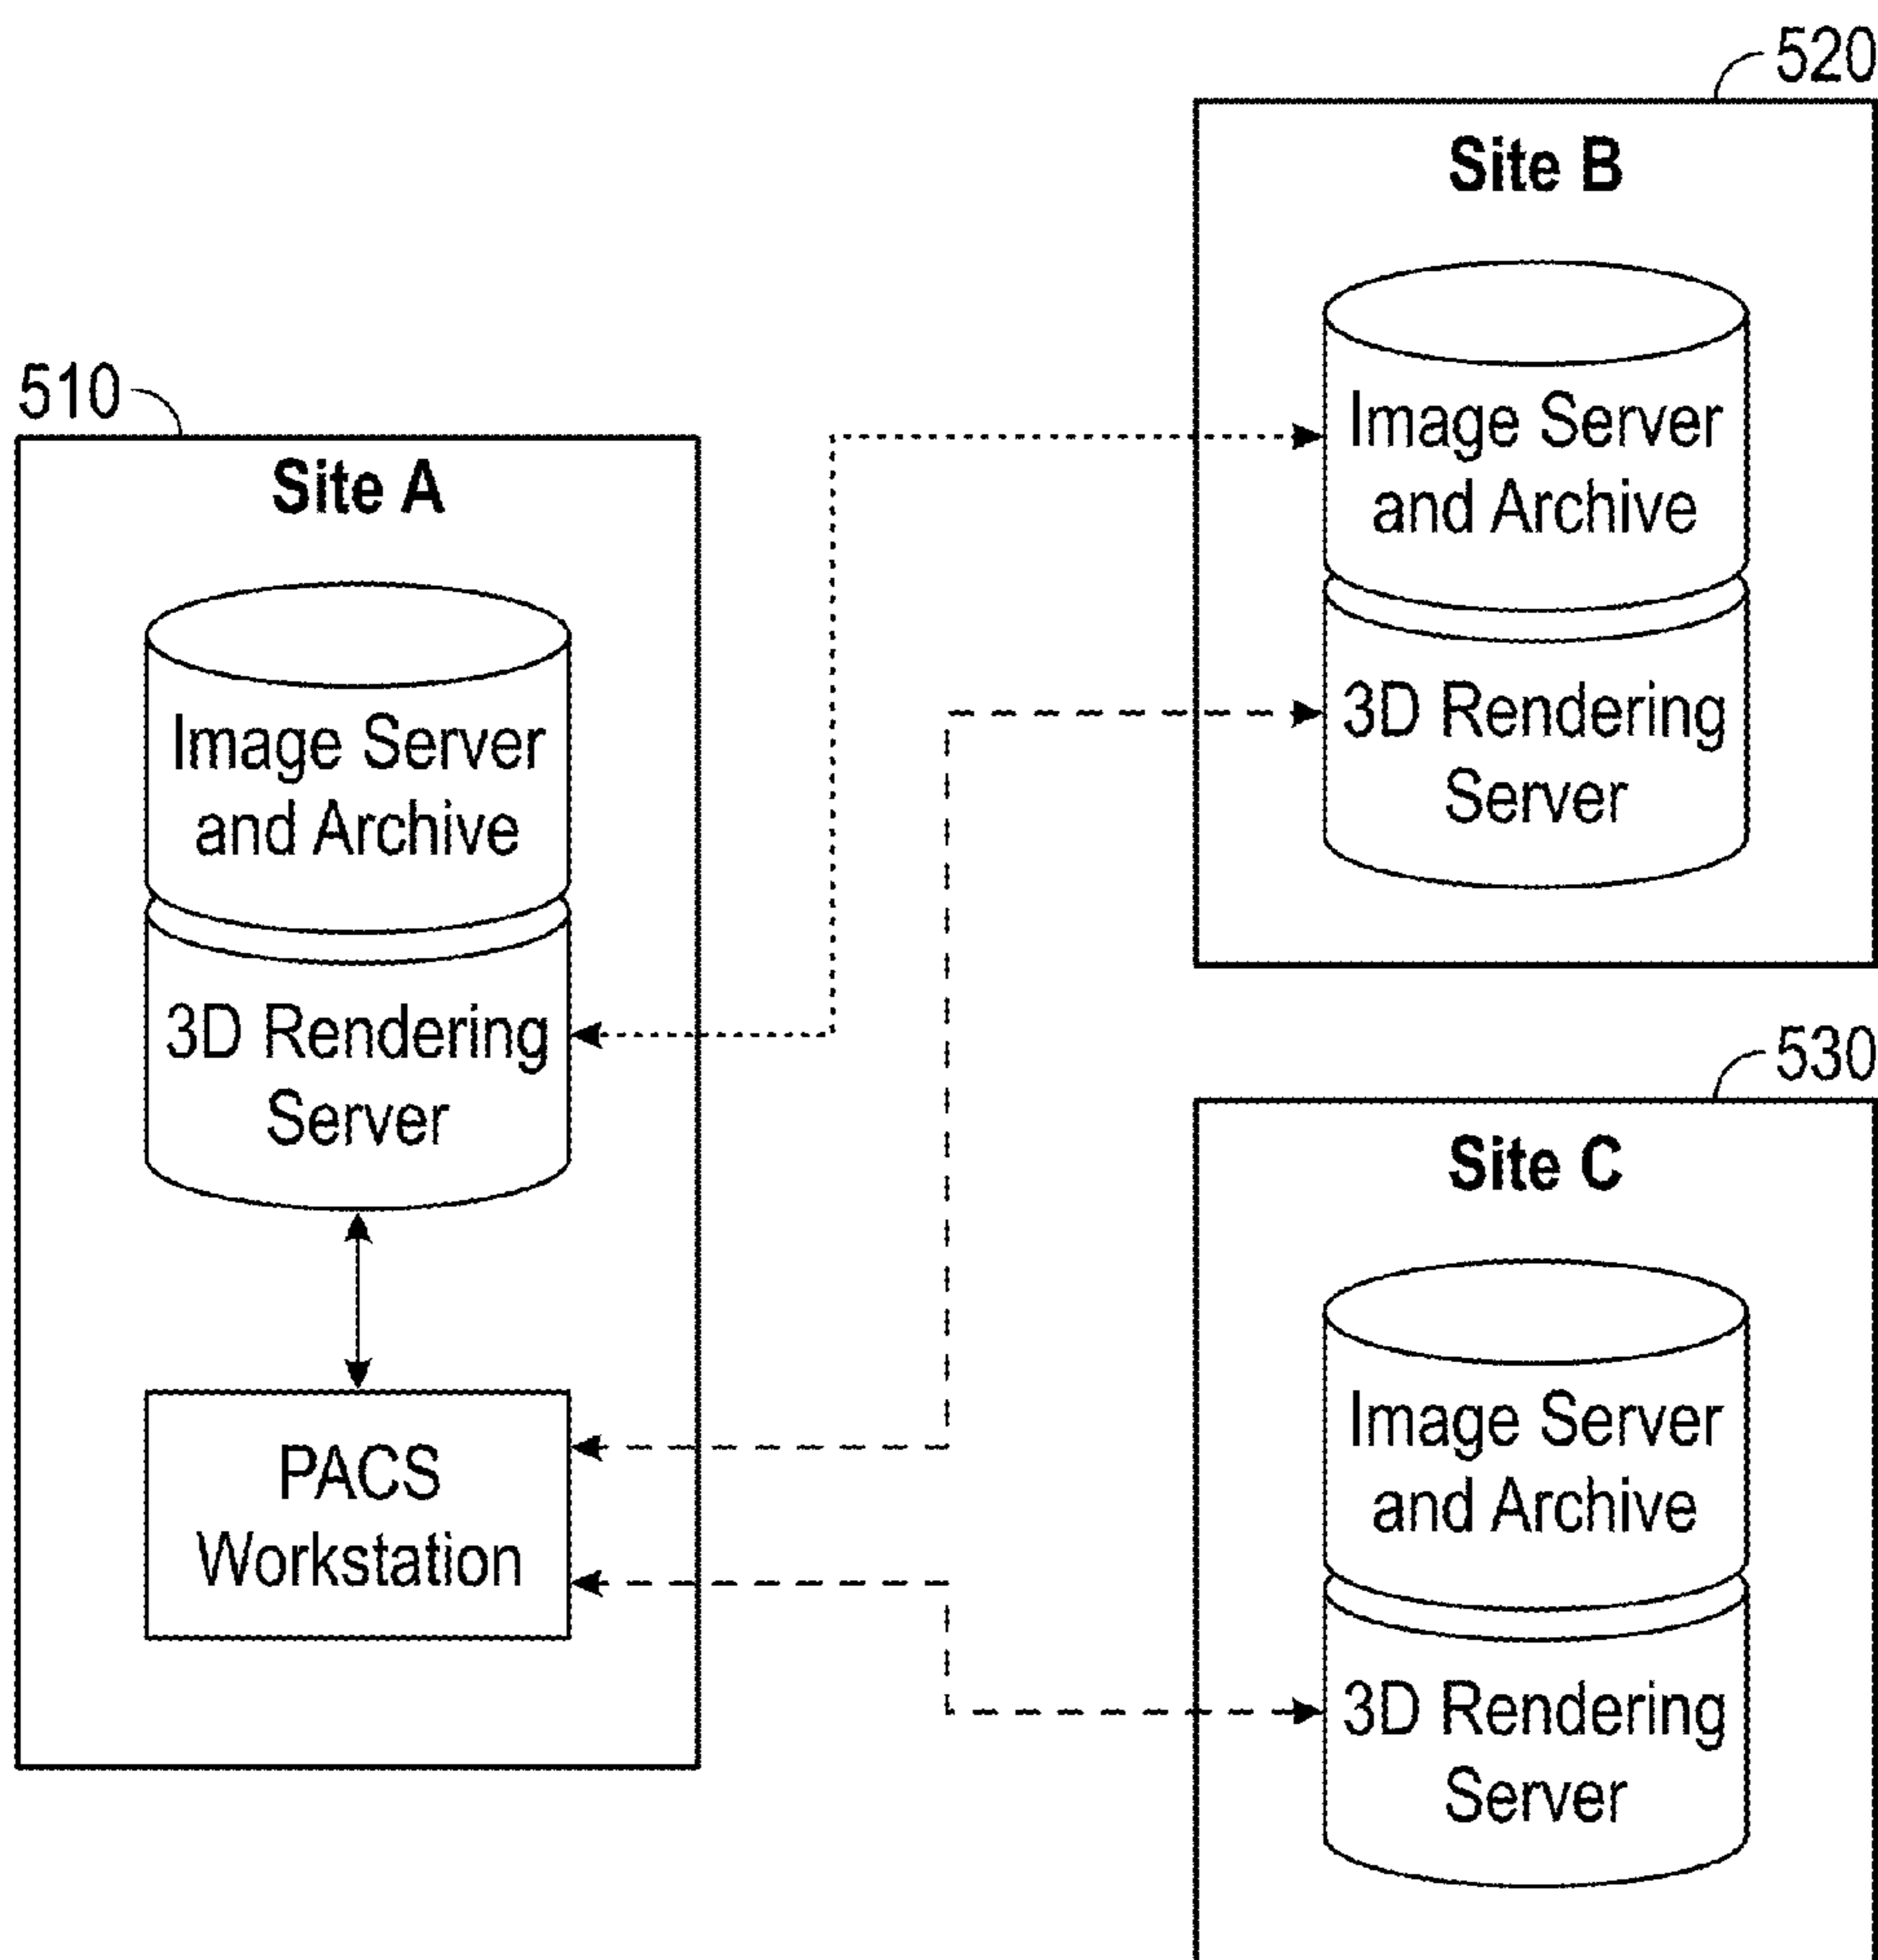 520
Site B
Image Server
and Archive
3D Rendering
Server
510
Site A
Image Server
and Archive
3D Rendering
Server
PACS
Workstation
530
Site C
Image Server
and Archive
3D Rendering
Server